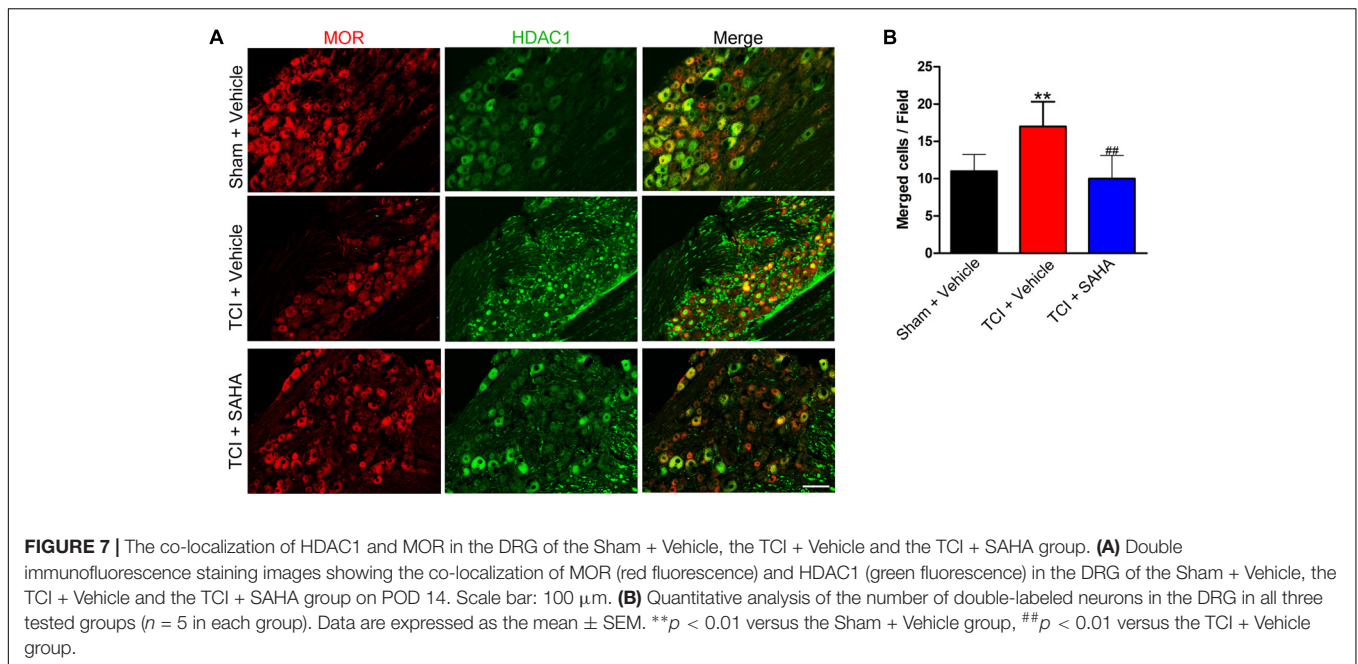 A
MOR
HDAC1
Merge
Sham + Vehicle
TCI + Vehicle
TCI + SAHA
B
Merged cells / Field
25
20
15
10
5
0
**
##
Sham + Vehicle
TCI + Vehicle
TCI + SAHA
FIGURE 7 | The co-localization of HDAC1 and MOR in the DRG of the Sham + Vehicle, the TCI + Vehicle and the TCI + SAHA group. (A) Double
immunofluorescence staining images showing the co-localization of MOR (red fluorescence) and HDAC1 (green fluorescence) in the DRG of the Sham + Vehicle, the
TCI + Vehicle and the TCI + SAHA group on POD 14. Scale bar: 100 μm. (B) Quantitative analysis of the number of double-labeled neurons in the DRG in all three
tested groups (n = 5 in each group). Data are expressed as the mean ± SEM. **p < 0.01 versus the Sham + Vehicle group, ##p < 0.01 versus the TCI + Vehicle
group.